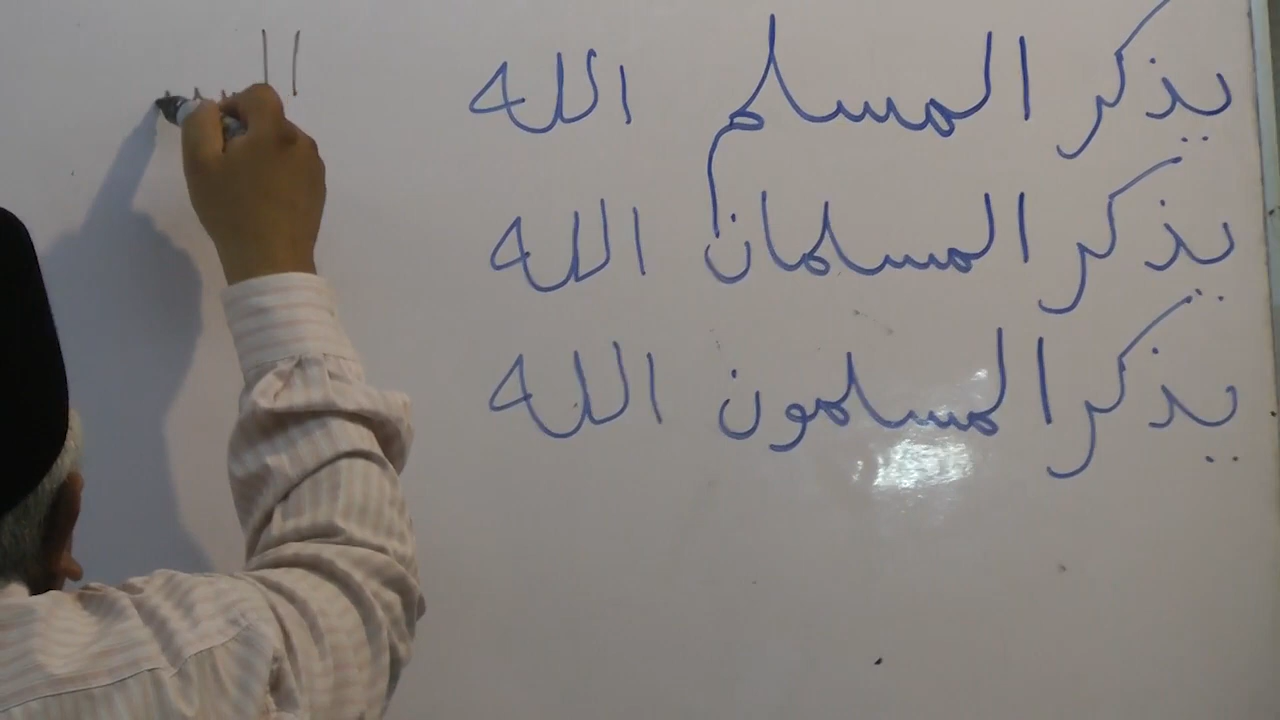 يذكر المسلم الله
يذكر المسلمان الله
يذكر المسلمون الله